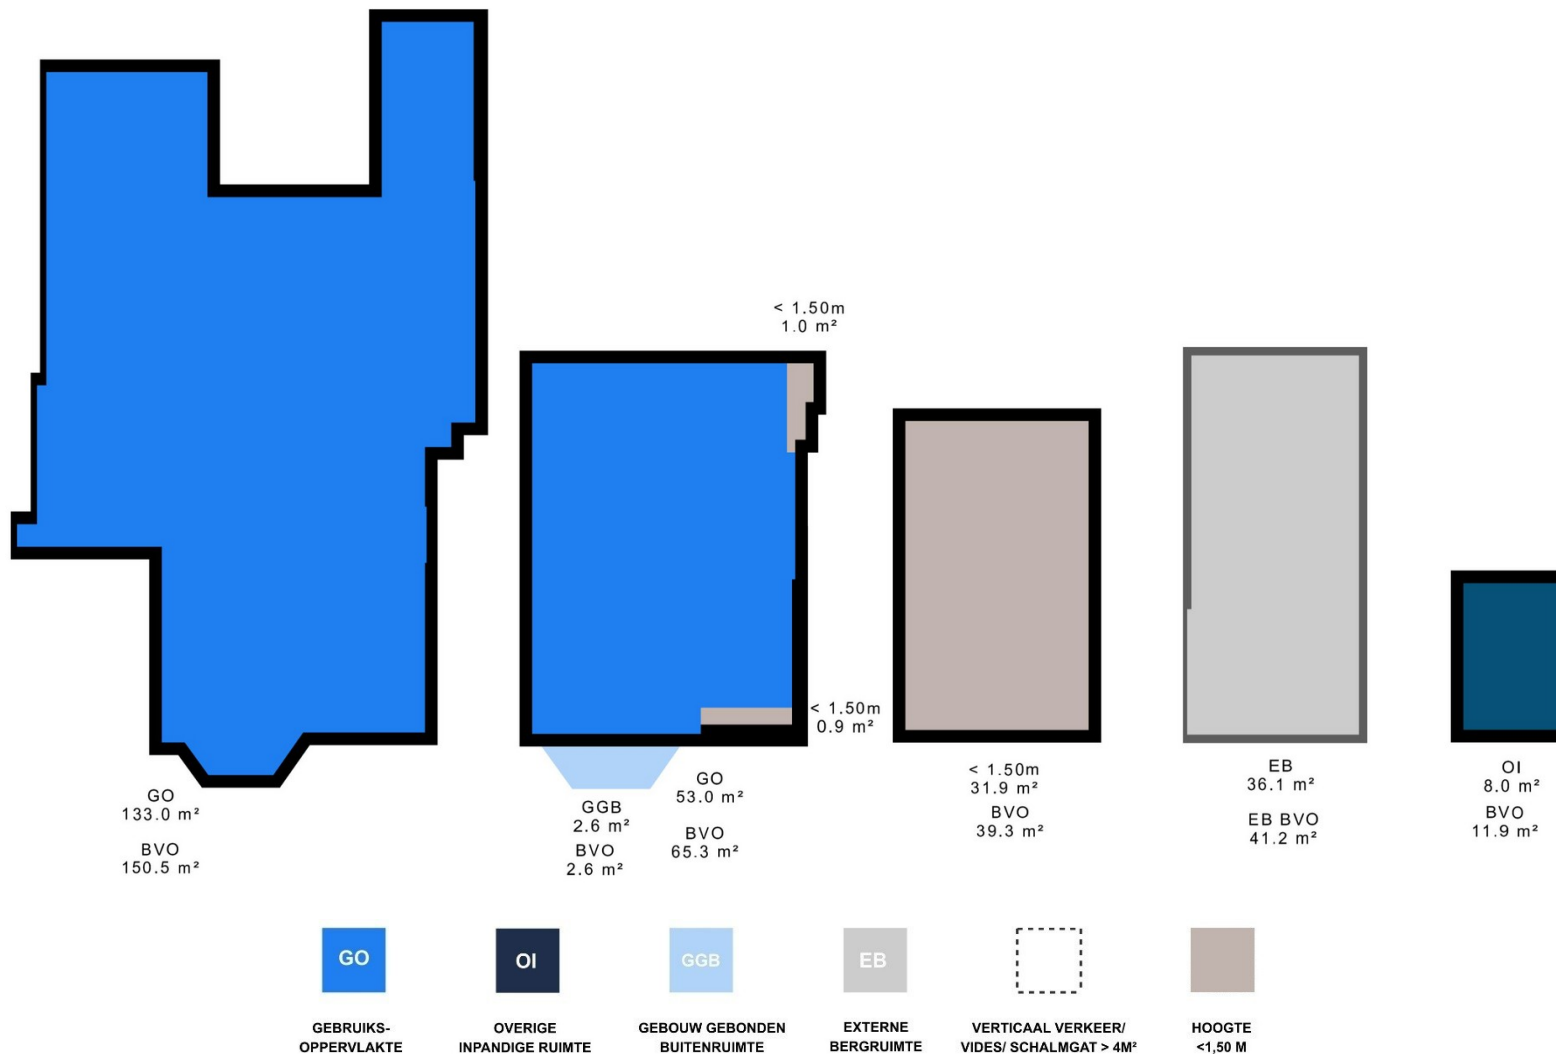 < 1.50m
1.0 m²
< 1.50m
0.9 m²
GO
133.0 m²
BVO
150.5 m²
GGB
2.6 m²
BVO
2.6 m²
GO
53.0 m²
BVO
65.3 m²
< 1.50m
31.9 m²
BVO
39.3 m²
EB
36.1 m²
EB BVO
41.2 m²
OI
8.0 m²
BVO
11.9 m²
GO
GEBRUIKS-
OPPERVLAKTE
OI
OVERIGE
INPANDIGE RUIMTE
GGB
GEBOUW GEBONDEN
BUITENRUIMTE
EB
EXTERNE
BERGRUIMTE
VERTICAAL VERKEER/
VIDES/ SCHALMGAT > 4M²
HOOGTE
<1,50 M